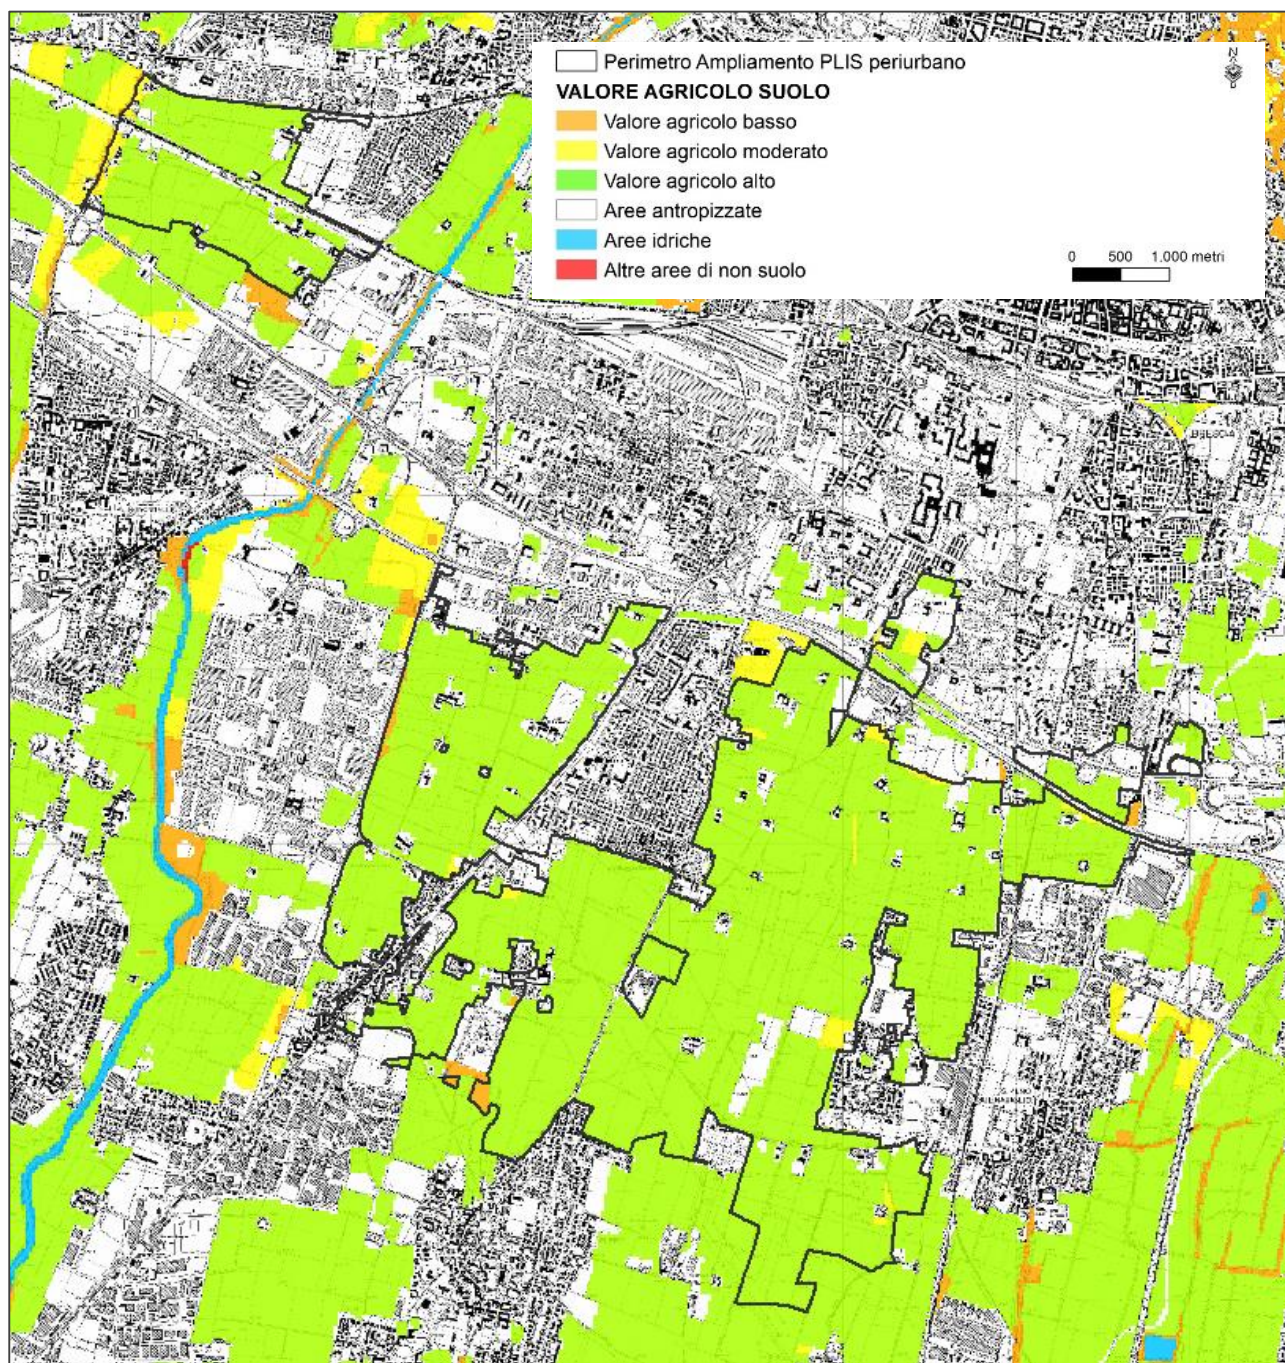 Perimetro Ampliamento PLIS periurbano
N
VALORE AGRICOLO SUOLO
Valore agricolo basso
Valore agricolo moderato
Valore agricolo alto
Aree antropizzate
Aree idriche
Altre aree di non suolo
0 500 1.000 metri
BRESCIA